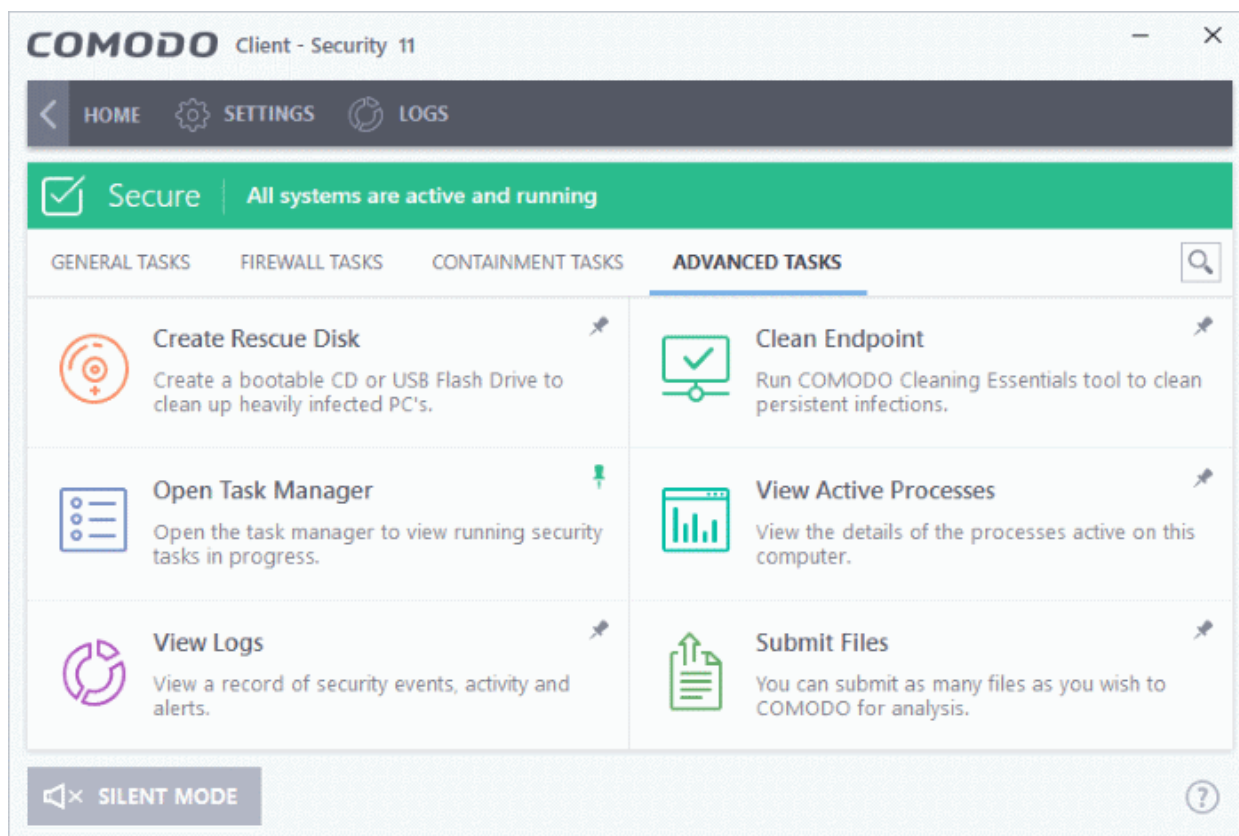 COMODO Client - Security 11
HOME SETTINGS LOGS
Secure All systems are active and running
GENERAL TASKS FIREWALL TASKS CONTAINMENT TASKS ADVANCED TASKS
Create Rescue Disk
Create a bootable CD or USB Flash Drive to
clean up heavily infected PC's.
Clean Endpoint
Run COMODO Cleaning Essentials tool to clean
persistent infections.
Open Task Manager
Open the task manager to view running security
tasks in progress.
View Active Processes
View the details of the processes active on this
computer.
View Logs
View a record of security events, activity and
alerts.
Submit Files
You can submit as many files as you wish to
COMODO for analysis.
SILENT MODE
?